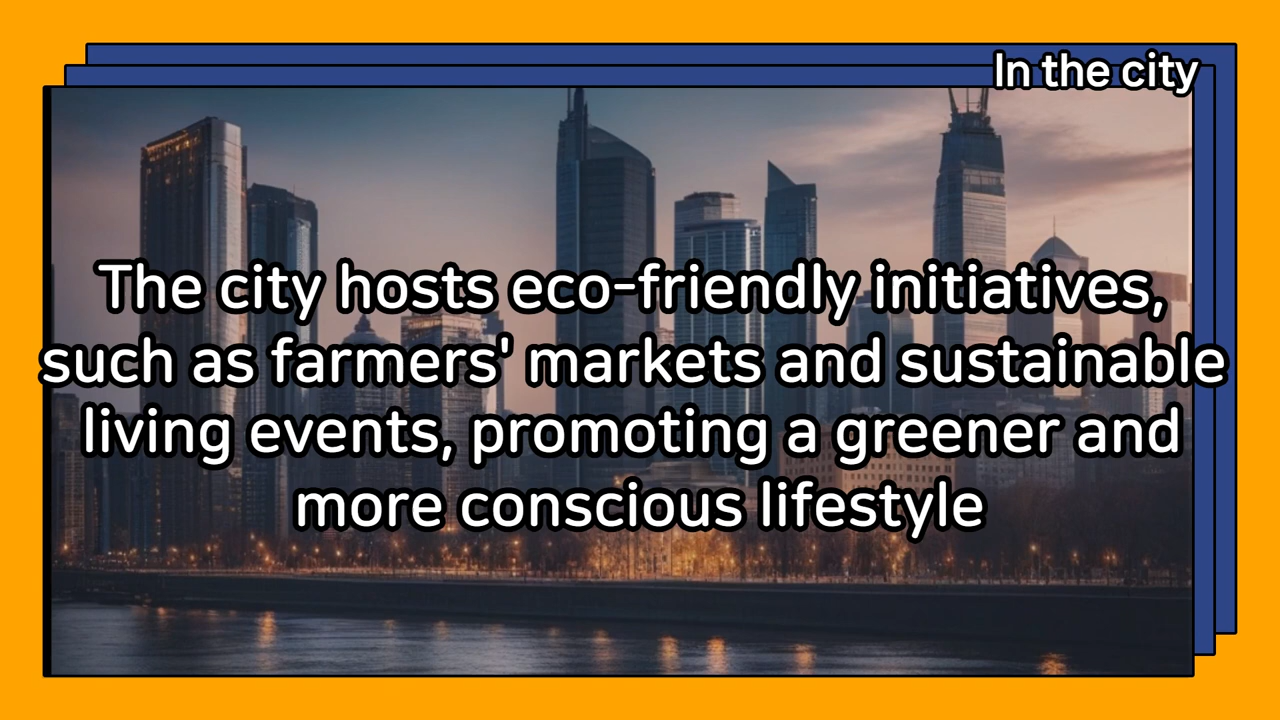 In the city
The city hosts eco-friendly initiatives,
such as farmers' markets and sustainable
living events, promoting a greener and
more conscious lifestyle